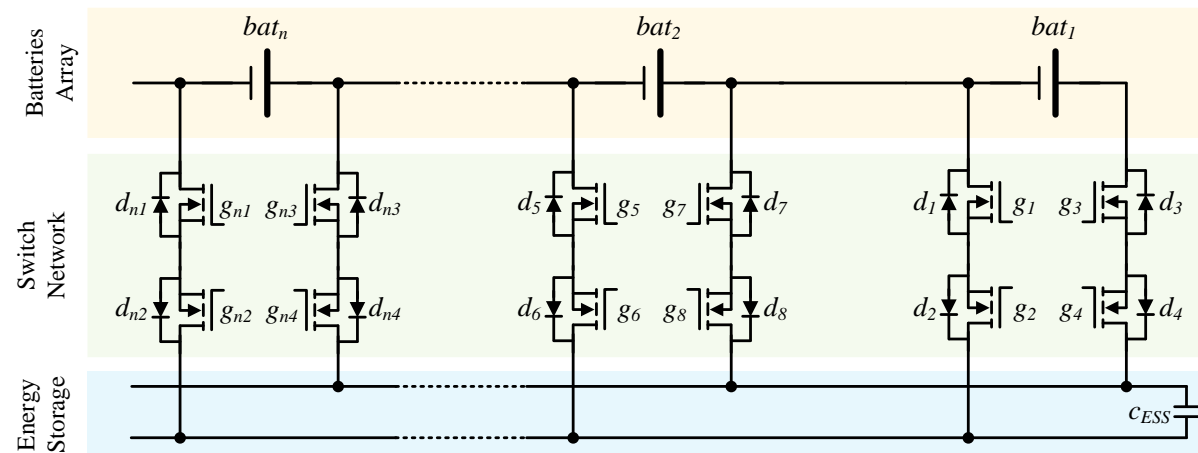 Batteries
Array
bat_n
bat_2
bat_1
Switch
Network
d_n1 g_n1 g_n3 d_n3
d_5 g_5 g_7 d_7
d_1 g_1 g_3 d_3
d_n2 g_n2 g_n4 d_n4
d_6 g_6 g_8 d_8
d_2 g_2 g_4 d_4
Energy
Storage
c_ESS